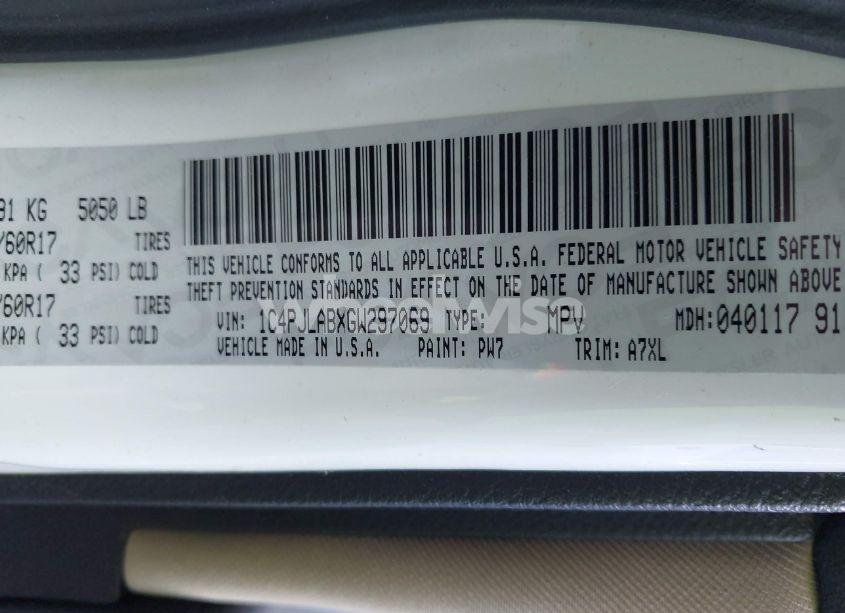 91 KG 5050 LB
/60R17 TIRES
KPA ( 33 PSI) COLD
/60R17 TIRES
KPA ( 33 PSI) COLD
THIS VEHICLE CONFORMS TO ALL APPLICABLE U.S.A. FEDERAL MOTOR VEHICLE SAFETY
THEFT PREVENTION STANDARDS IN EFFECT ON THE DATE OF MANUFACTURE SHOWN ABOVE
VIN: 1C4PJLABXGW297069 TYPE: MPV MDH:040117 91
VEHICLE MADE IN U.S.A. PAINT: PW7 TRIM: A7XL